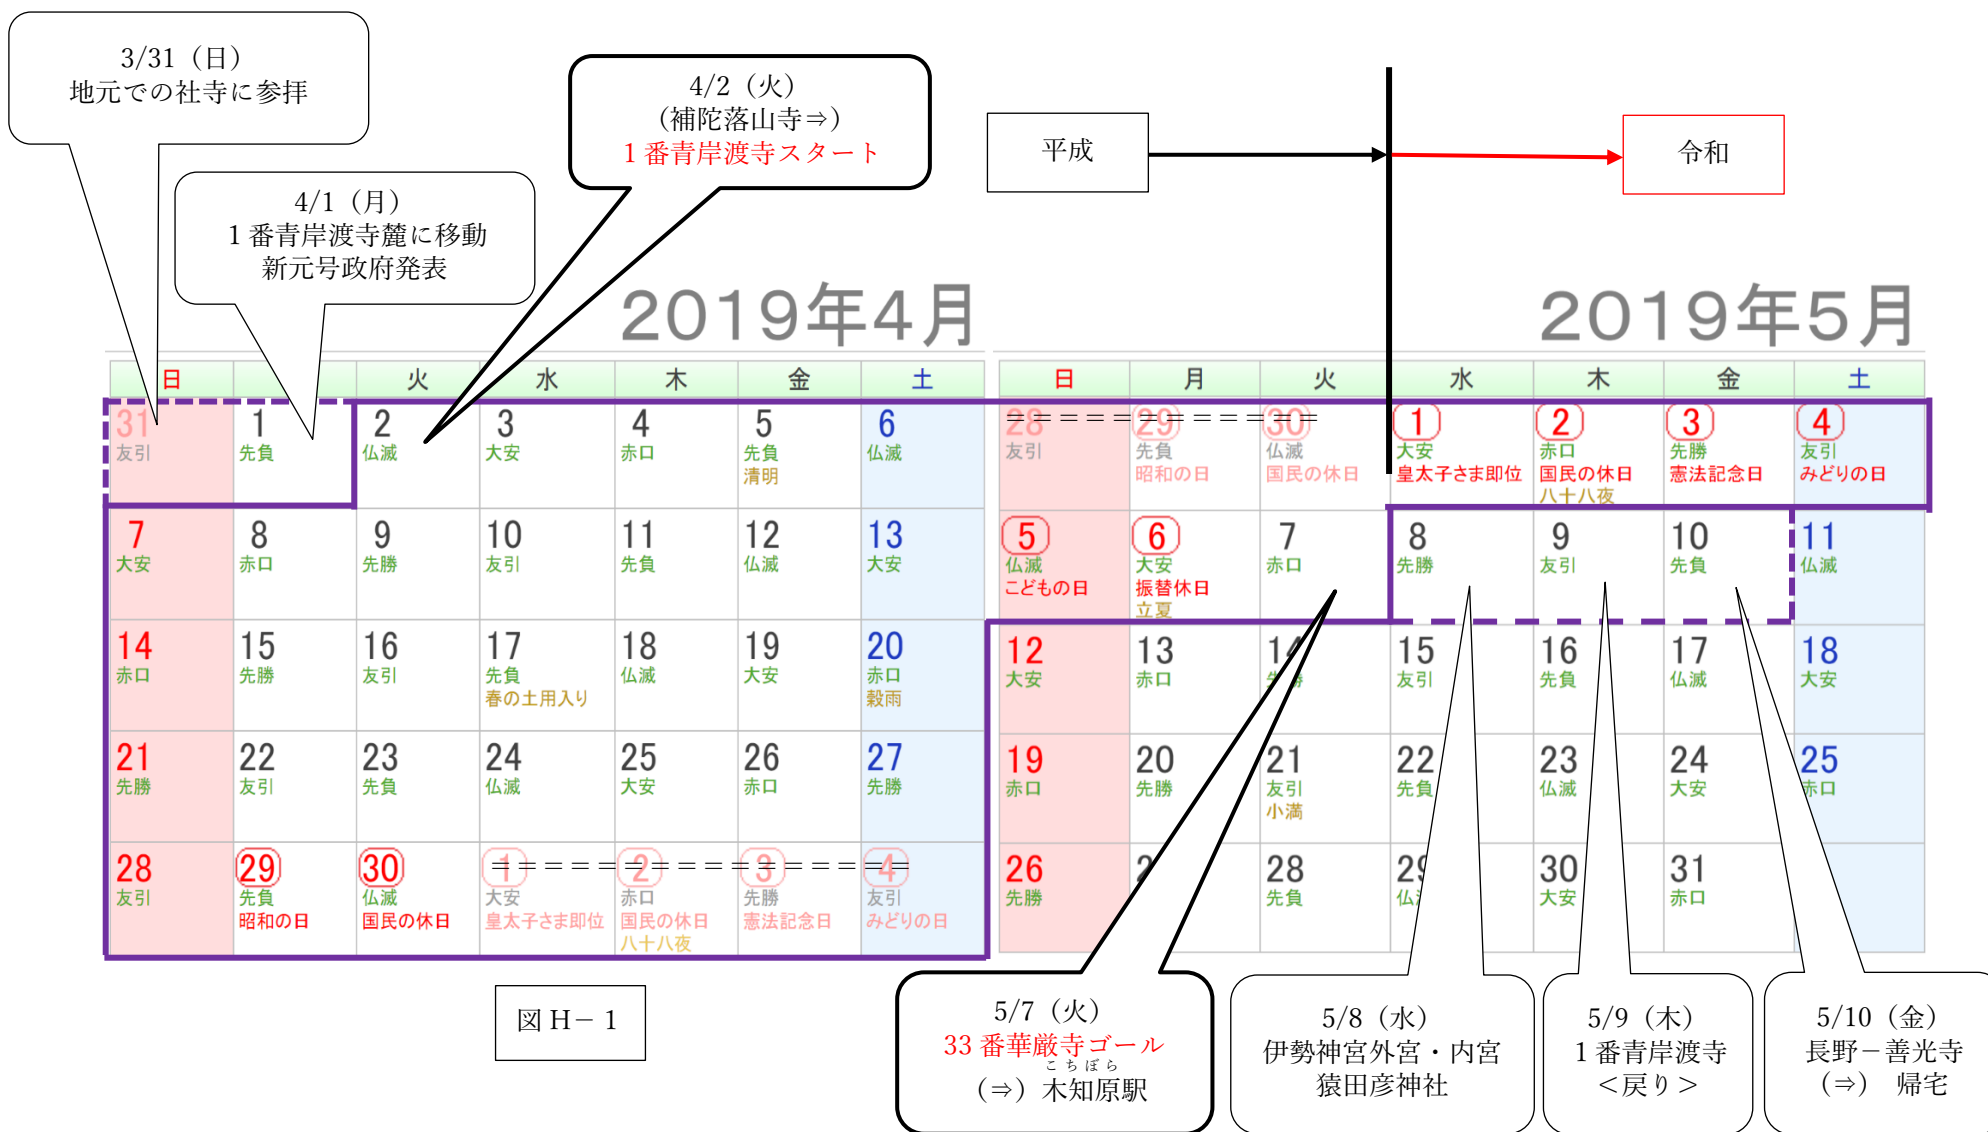 3/31（日）
地元での社寺に参拝
4/1（月）
1番青岸渡寺麓に移動
新元号政府発表
4/2（火）
（補陀落山寺⇒）
1番青岸渡寺スタート
平成
令和
2019年4月
日 火 水 木 金 土
31 1 2 3 4 5 6
友引 先負 仏滅 大安 赤口 先負 仏滅
清明
7 8 9 10 11 12 13
大安 赤口 先勝 友引 先負 仏滅 大安
14 15 16 17 18 19 20
赤口 先勝 友引 先負 仏滅 大安 赤口
春の土用入り 穀雨
21 22 23 24 25 26 27
先勝 友引 先負 仏滅 大安 赤口 先勝
28 29 30 1 2 3 4
友引 先負 仏滅 大安 赤口 先勝 友引
昭和の日 国民の休日 皇太子さま即位 国民の休日 憲法記念日 みどりの日
八十八夜
2019年5月
日 月 火 水 木 金 土
28 29 30 1 2 3 4
友引 先負 仏滅 大安 赤口 先勝 友引
昭和の日 国民の休日 皇太子さま即位 国民の休日 憲法記念日 みどりの日
八十八夜
5 6 7 8 9 10 11
仏滅 大安 赤口 先勝 友引 先負 仏滅
こどもの日 振替休日
立夏
12 13 14 15 16 17 18
大安 赤口 友引 先負 仏滅 大安
19 20 21 22 23 24 25
赤口 先勝 友引 先負 仏滅 大安 赤口
小満
26 28 29 30 31
先勝 先負 大安 赤口
図H－1
5/7（火）
33番華厳寺ゴール
こちぼら
（⇒）木知原駅
5/8（水）
伊勢神宮外宮・内宮
猿田彦神社
5/9（木）
1番青岸渡寺
＜戻り＞
5/10（金）
長野－善光寺
（⇒） 帰宅